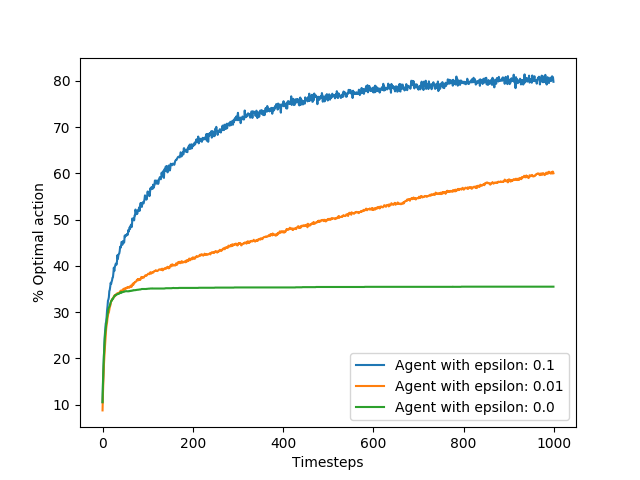 80
70
60
50
40
30
20
10
% Optimal action
Agent with epsilon: 0.1
Agent with epsilon: 0.01
Agent with epsilon: 0.0
0 200 400 600 800 1000
Timesteps